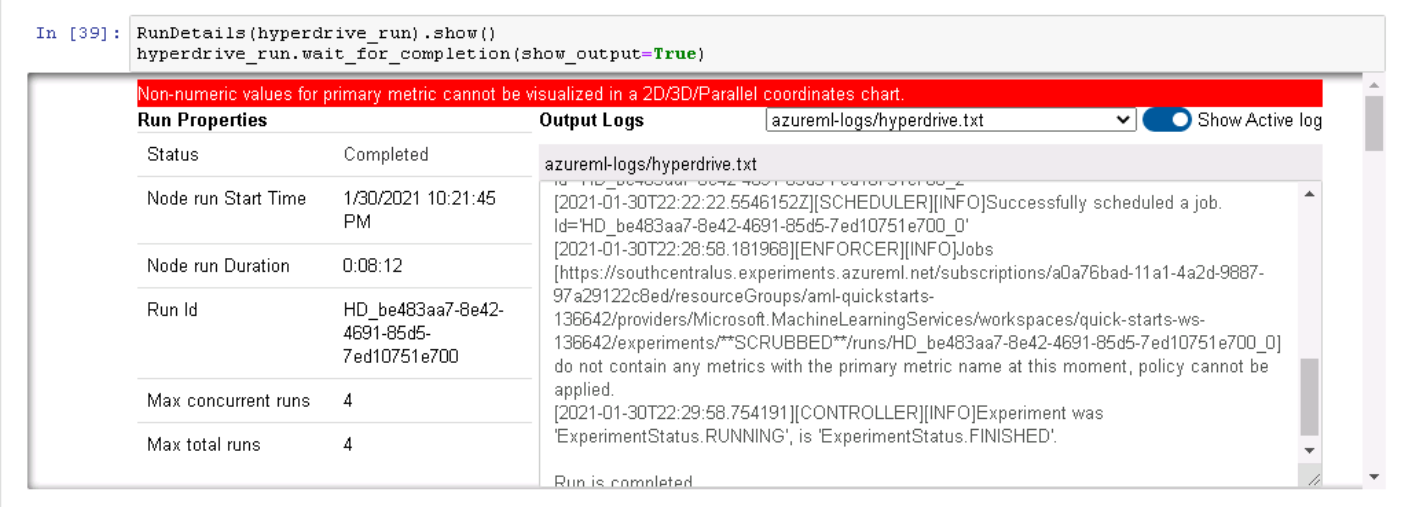 In [39]: RunDetails(hyperdrive_run).show()
hyperdrive_run.wait_for_completion(show_output=True)
Non-numeric values for primary metric cannot be visualized in a 2D/3D/Parallel coordinates chart.
Run Properties
Status Completed
Node run Start Time 1/30/2021 10:21:45
PM
Node run Duration 0:08:12
Run Id HD_be483aa7-8e42-
4691-85d5-
7ed10751e700
Max concurrent runs 4
Max total runs 4
Output Logs azureml-logs/hyperdrive.txt Show Active log
azureml-logs/hyperdrive.txt
[2021-01-30T22:22:22.5546152Z][SCHEDULER][INFO]Successfully scheduled a job.
Id='HD_be483aa7-8e42-4691-85d5-7ed10751e700_0'
[2021-01-30T22:28:58.181968][ENFORCER][INFO]Jobs
[https://southcentralus.experiments.azureml.net/subscriptions/a0a76bad-11a1-4a2d-9887-
97a29122c8ed/resourceGroups/aml-quickstarts-
136642/providers/Microsoft.MachineLearningServices/workspaces/quick-starts-ws-
136642/experiments/**SCRUBBED**/runs/HD_be483aa7-8e42-4691-85d5-7ed10751e700_0]
do not contain any metrics with the primary metric name at this moment, policy cannot be
applied.
[2021-01-30T22:29:58.754191][CONTROLLER][INFO]Experiment was
'ExperimentStatus.RUNNING', is 'ExperimentStatus.FINISHED'.
Run is completed